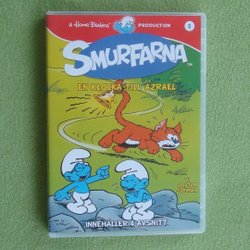 A Hanna-Barbera PRODUCTION
2
SMURFARNA
EN KLOCKA TILL AZRAEL
INNEHÅLLER 4 AVSNITT